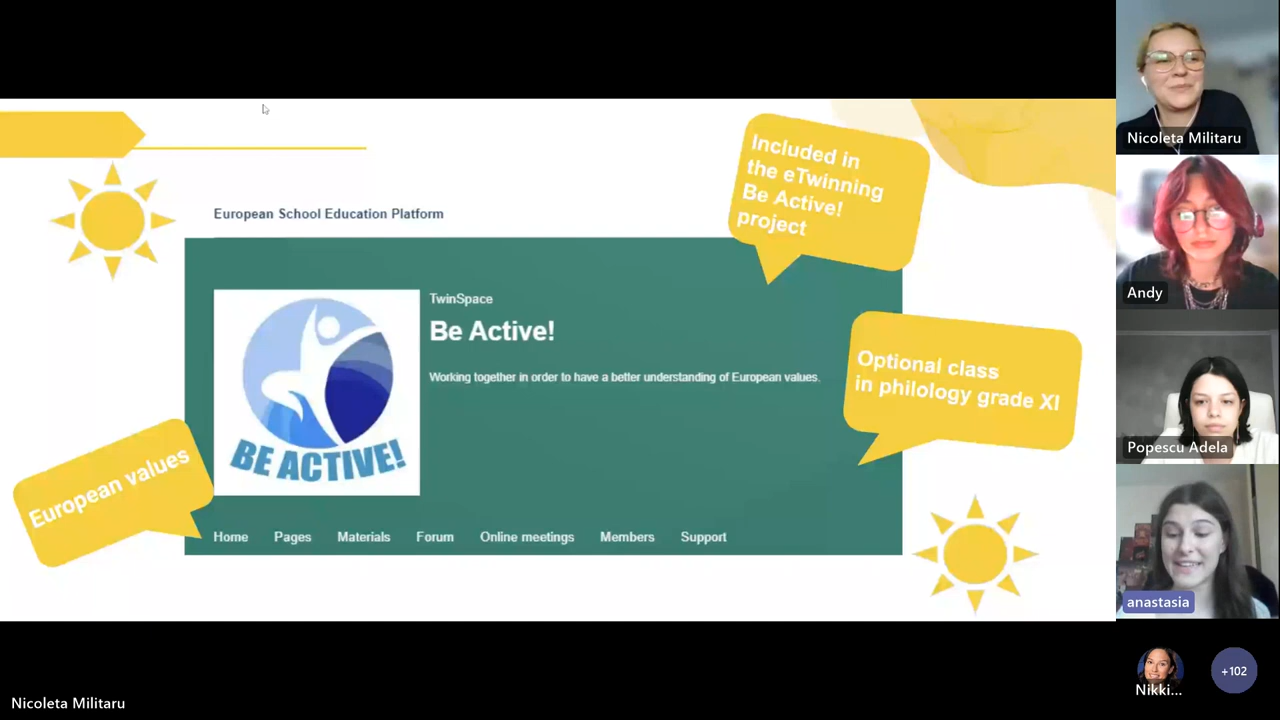 European School Education Platform
TwinSpace
Be Active!
Working together in order to have a better understanding of European values.
BE ACTIVE!
Home Pages Materials Forum Online meetings Members Support
European values
Included in
the eTwinning
Be Active!
project
Optional class
in philology grade XI
Nicoleta Militaru
Andy
Popescu Adela
anastasia
Nikki...
+102
Nicoleta Militaru